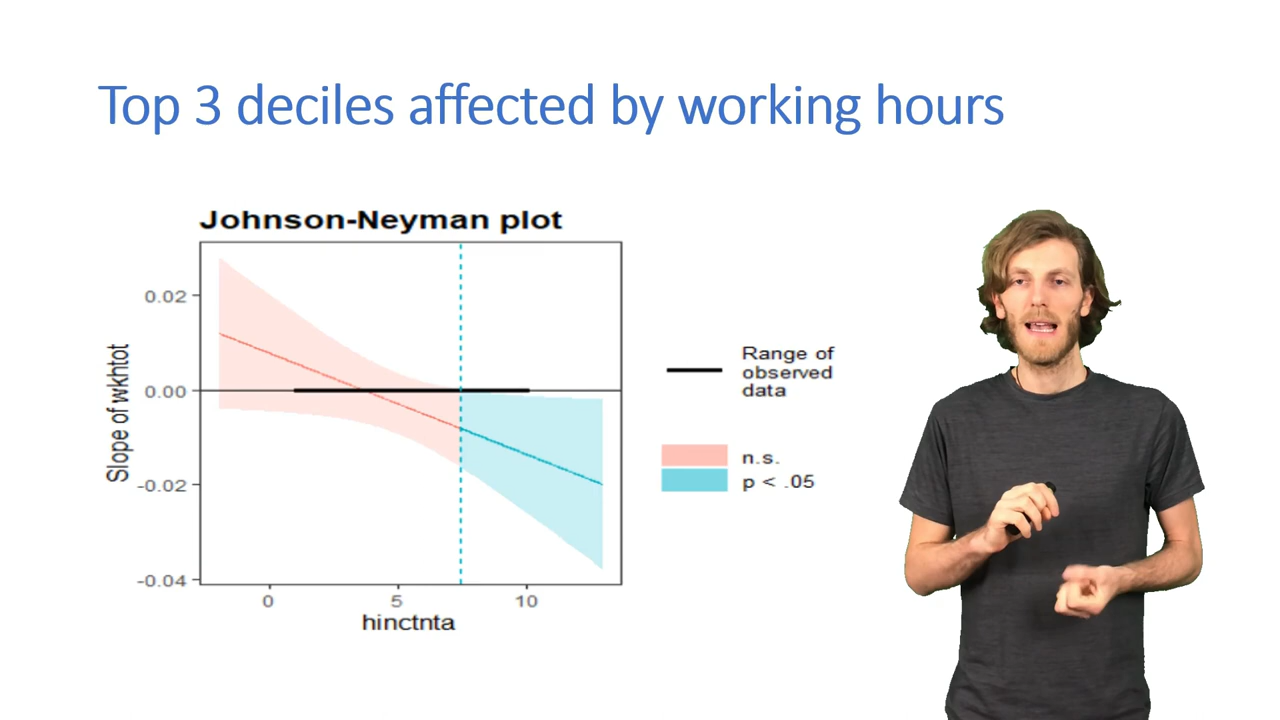 Top 3 deciles affected by working hours
Johnson-Neyman plot
Slope of wkhtot
0.02
0.00
-0.02
-0.04
0
5
10
hinctnta
Range of
observed
data
n.s.
p < .05